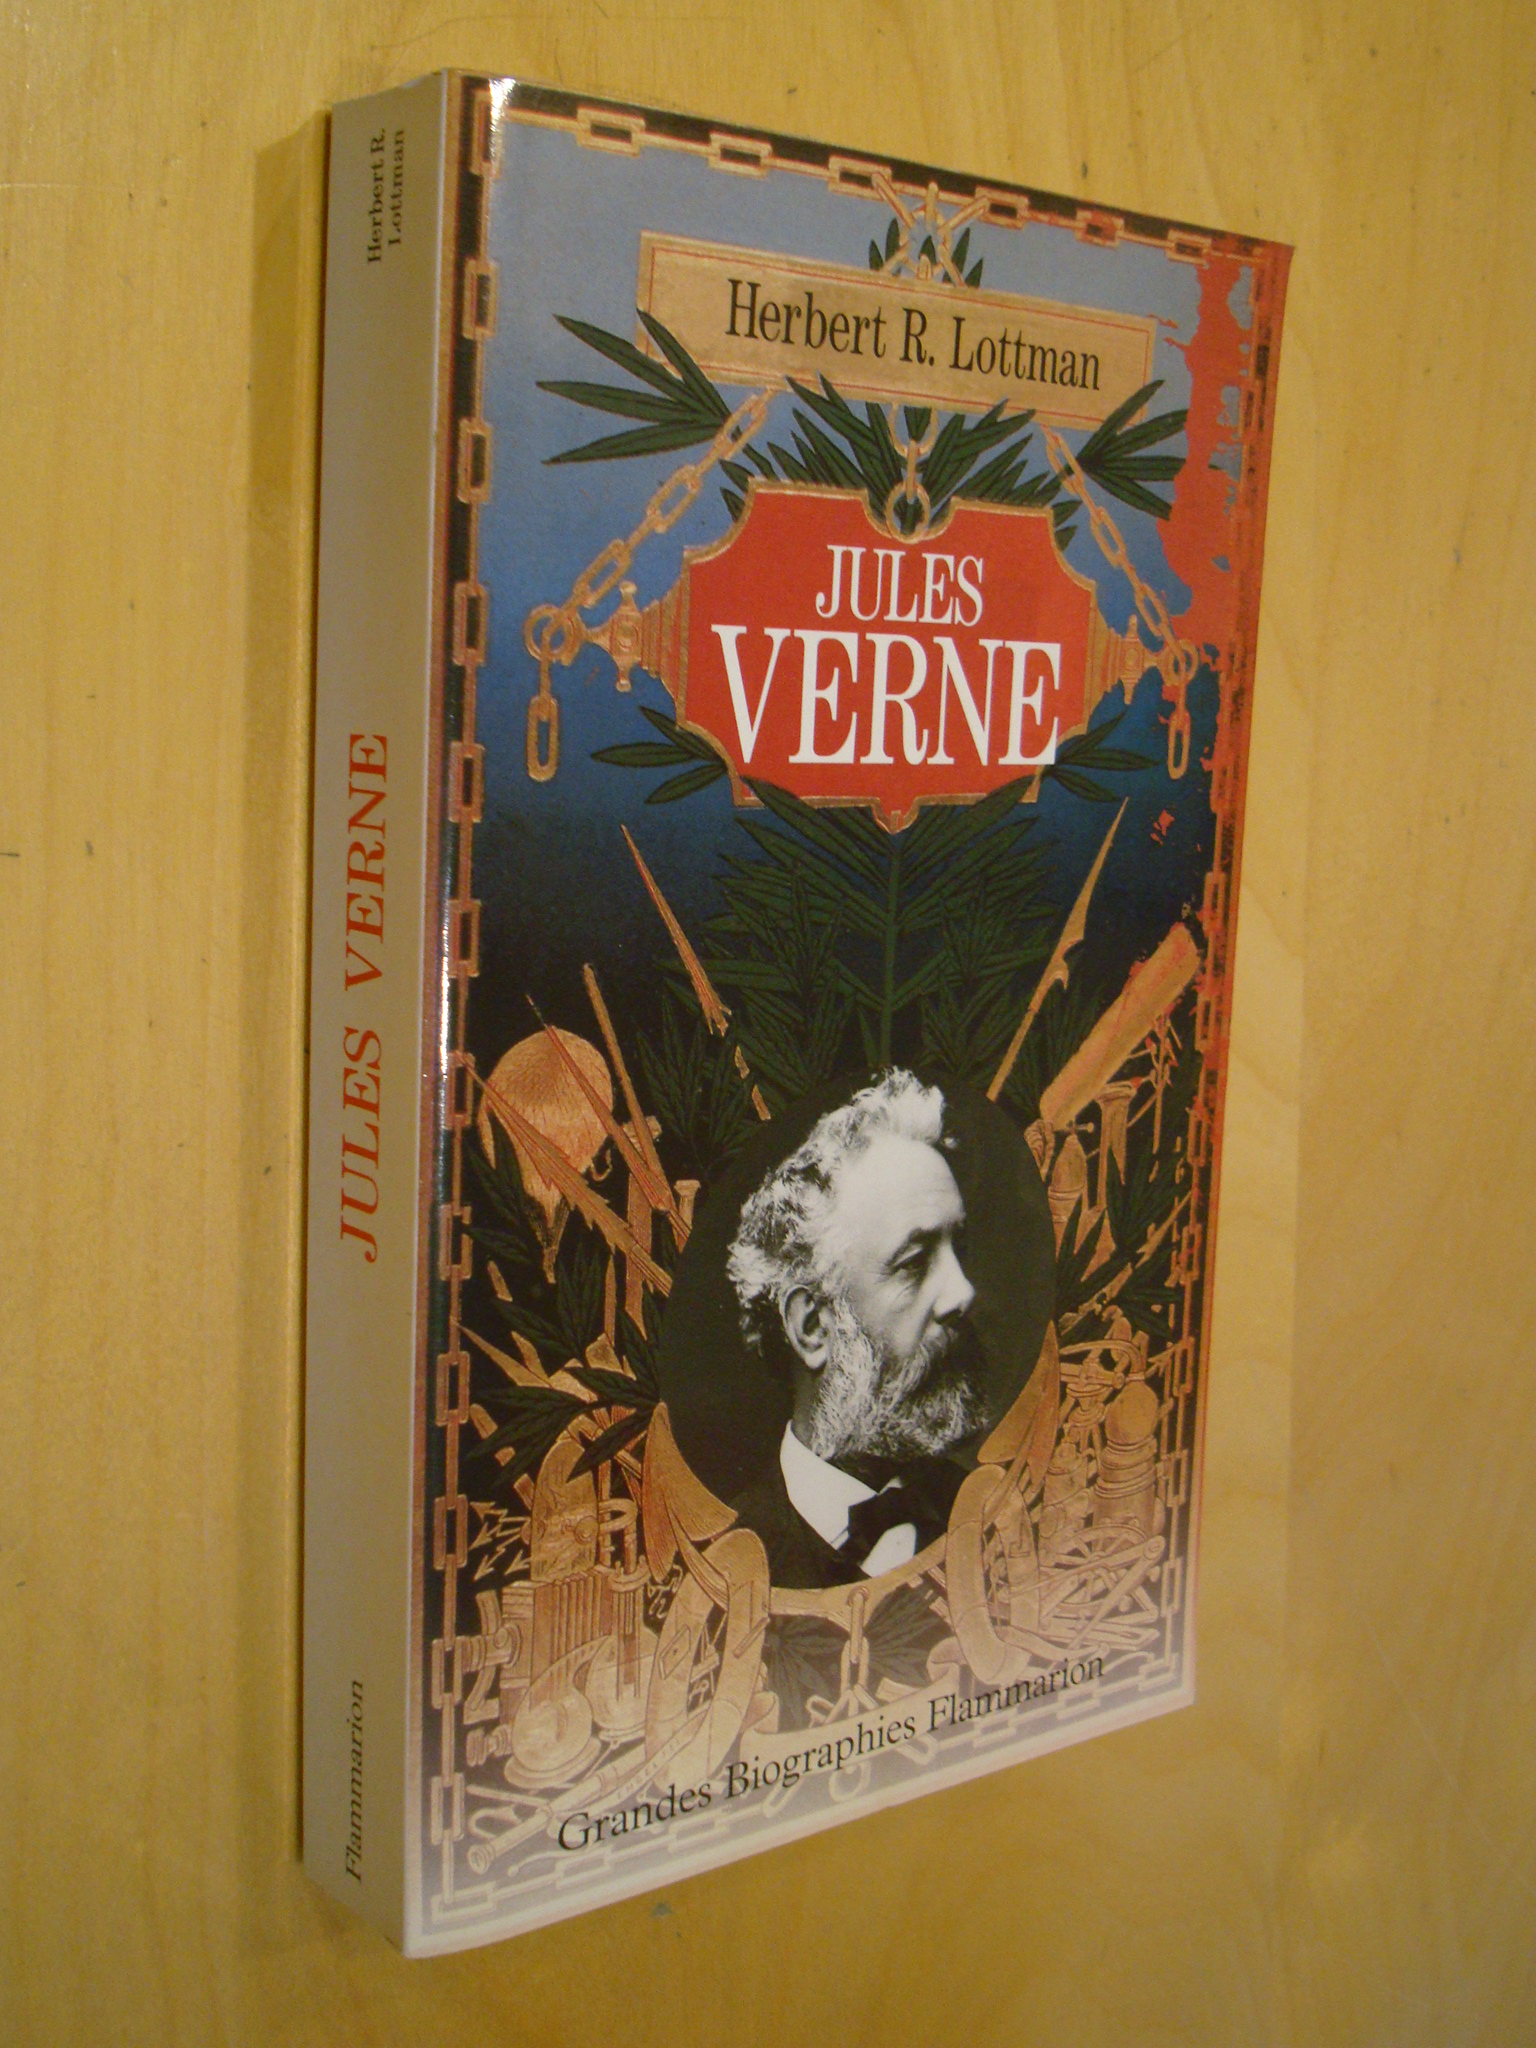 Herbert R.
Lottman
JULES VERNE
Flammarion
Herbert R. Lottman
JULES
VERNE
Grandes Biographies Flammarion